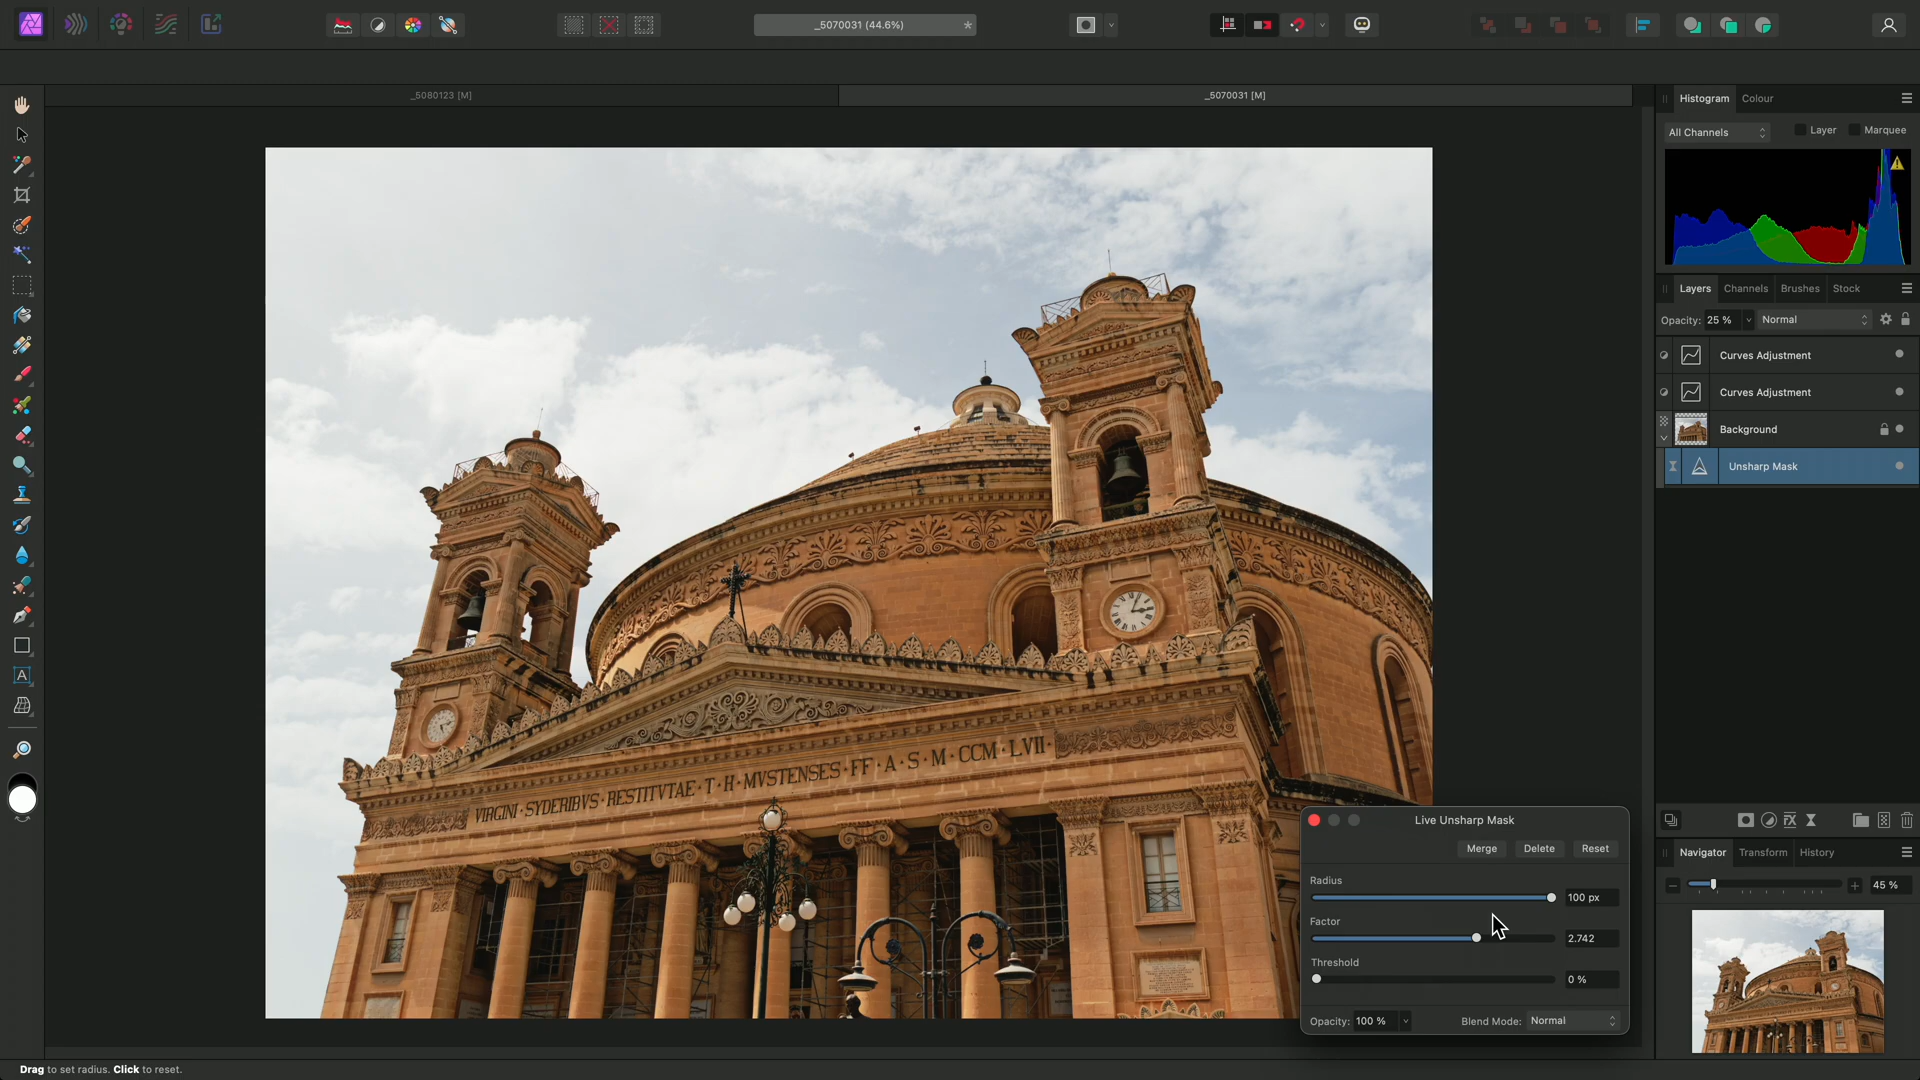 _5070031 (44.6%)
*
_5080123 [M]
_5070031 [M]
Histogram
Colour
All Channels
Layer
Marquee
Layers
Channels
Brushes
Stock
Opacity: 25 %
Normal
Curves Adjustment
Curves Adjustment
Background
Unsharp Mask
VIRGINI · SYDERIBVS · RESTITVTAE · T · H · MVSTENSES · FF · A · S · M · CCM · LVII ·
Live Unsharp Mask
Merge
Delete
Reset
Radius
100 px
Factor
2.742
Threshold
0 %
Opacity: 100 %
Blend Mode: Normal
Navigator
Transform
History
45 %
Drag to set radius. Click to reset.